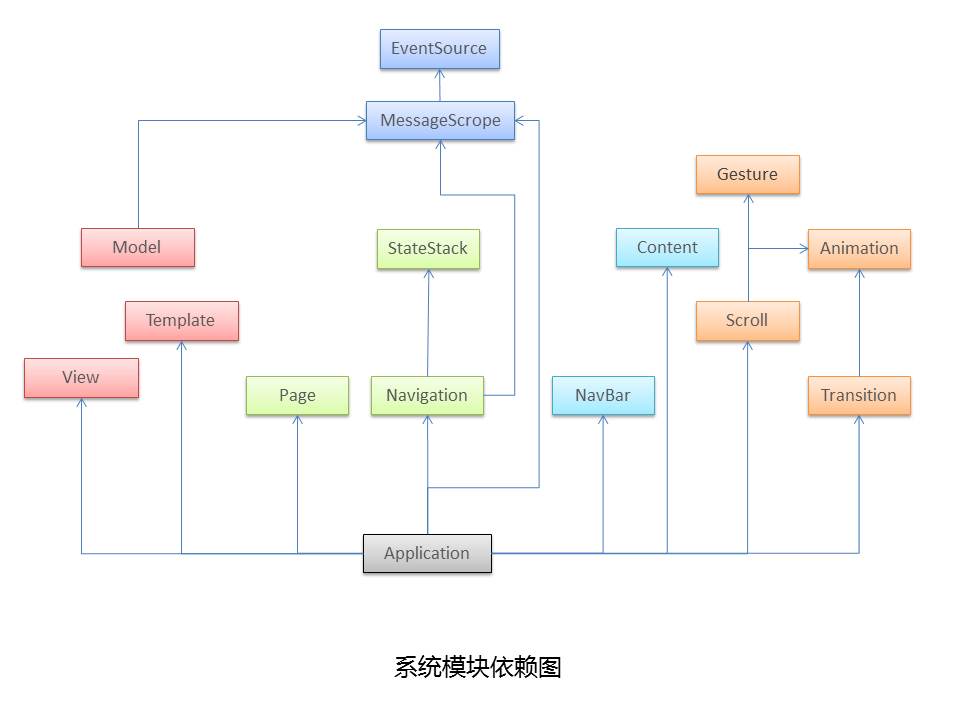 EventSource
MessageScrope
Gesture
Model
StateStack
Content
Animation
Template
Scroll
View
Page
Navigation
NavBar
Transition
Application
系统模块依赖图